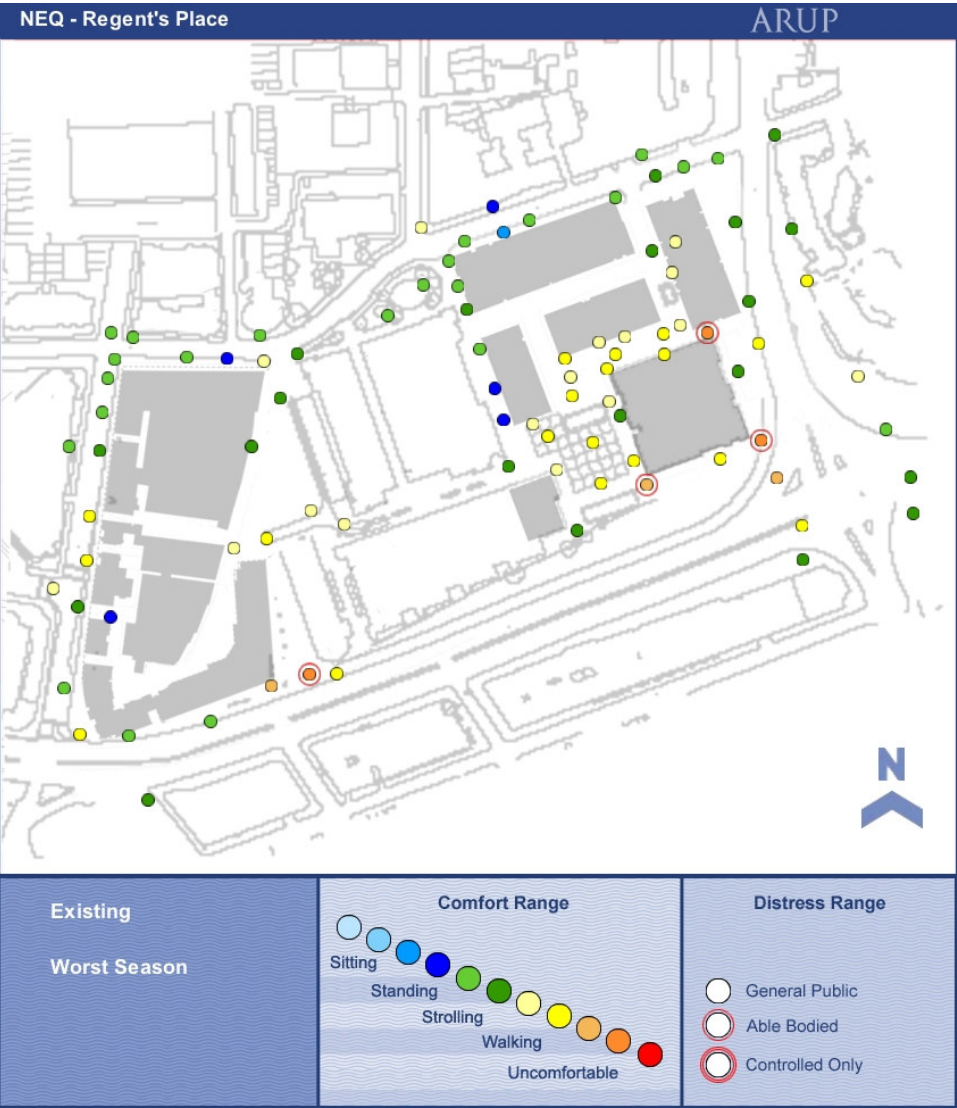 NEQ - Regent's Place
ARUP
N
Existing
Worst Season
Comfort Range
Sitting
Standing
Strolling
Walking
Uncomfortable
Distress Range
General Public
Able Bodied
Controlled Only